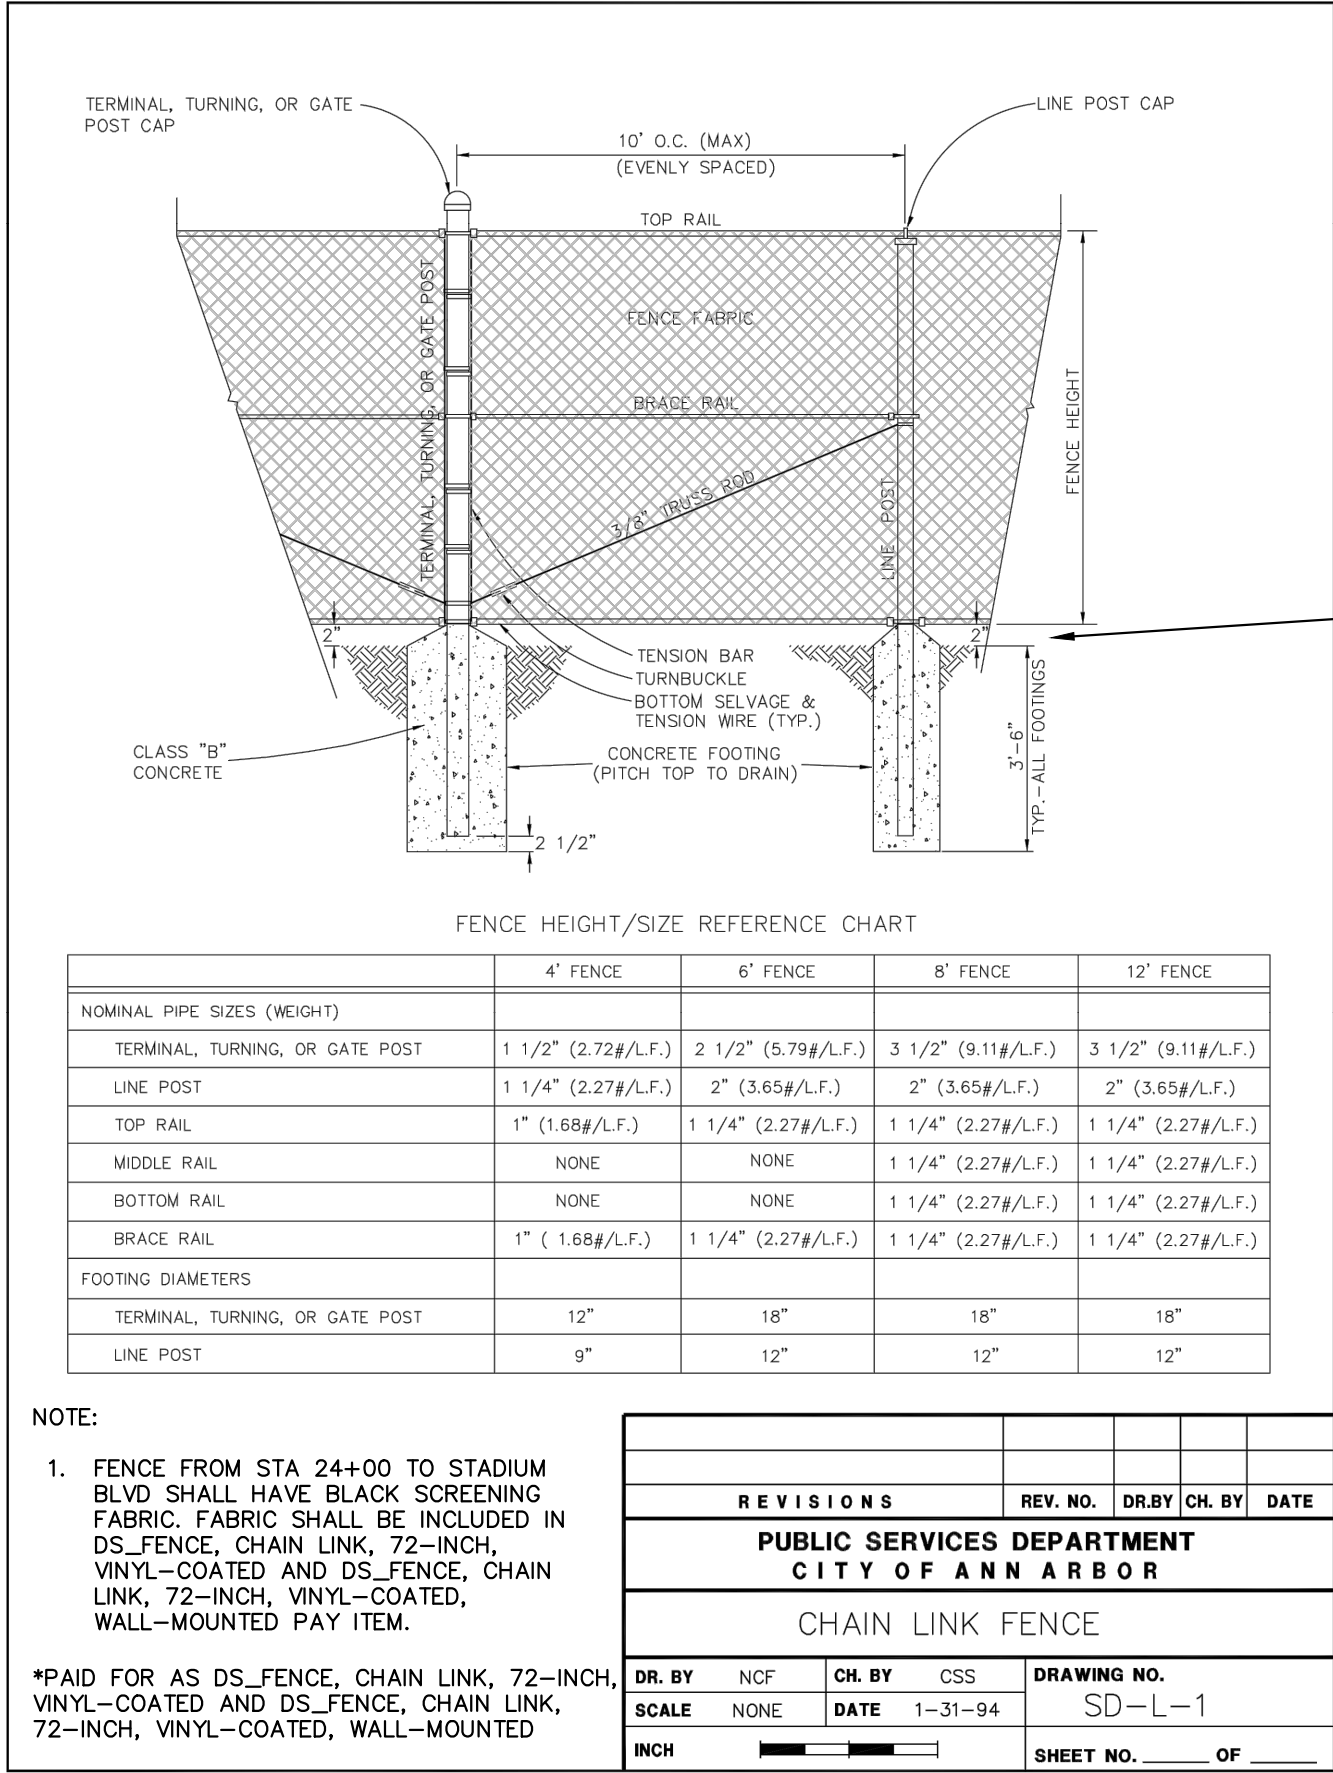 TERMINAL, TURNING, OR GATE
POST CAP
LINE POST CAP
10' O.C. (MAX)
(EVENLY SPACED)
TOP RAIL
TERMINAL, TURNING, OR GATE POST
FENCE FABRIC
BRACE RAIL
FENCE HEIGHT
3/8" TRUSS ROD
LINE POST
2"
2"
TENSION BAR
TURNBUCKLE
BOTTOM SELVAGE &
TENSION WIRE (TYP.)
CLASS "B"
CONCRETE
CONCRETE FOOTING
(PITCH TOP TO DRAIN)
3'-6"
TYP.-ALL FOOTINGS
2 1/2"
FENCE HEIGHT/SIZE REFERENCE CHART
4' FENCE 6' FENCE 8' FENCE 12' FENCE
NOMINAL PIPE SIZES (WEIGHT)
TERMINAL, TURNING, OR GATE POST 1 1/2" (2.72#/L.F.) 2 1/2" (5.79#/L.F.) 3 1/2" (9.11#/L.F.) 3 1/2" (9.11#/L.F.)
LINE POST 1 1/4" (2.27#/L.F.) 2" (3.65#/L.F.) 2" (3.65#/L.F.) 2" (3.65#/L.F.)
TOP RAIL 1" (1.68#/L.F.) 1 1/4" (2.27#/L.F.) 1 1/4" (2.27#/L.F.) 1 1/4" (2.27#/L.F.)
MIDDLE RAIL NONE NONE 1 1/4" (2.27#/L.F.) 1 1/4" (2.27#/L.F.)
BOTTOM RAIL NONE NONE 1 1/4" (2.27#/L.F.) 1 1/4" (2.27#/L.F.)
BRACE RAIL 1" ( 1.68#/L.F.) 1 1/4" (2.27#/L.F.) 1 1/4" (2.27#/L.F.) 1 1/4" (2.27#/L.F.)
FOOTING DIAMETERS
TERMINAL, TURNING, OR GATE POST 12" 18" 18" 18"
LINE POST 9" 12" 12" 12"
NOTE:
1. FENCE FROM STA 24+00 TO STADIUM
BLVD SHALL HAVE BLACK SCREENING
FABRIC. FABRIC SHALL BE INCLUDED IN
DS_FENCE, CHAIN LINK, 72-INCH,
VINYL-COATED AND DS_FENCE, CHAIN
LINK, 72-INCH, VINYL-COATED,
WALL-MOUNTED PAY ITEM.
*PAID FOR AS DS_FENCE, CHAIN LINK, 72-INCH,
VINYL-COATED AND DS_FENCE, CHAIN LINK,
72-INCH, VINYL-COATED, WALL-MOUNTED
REVISIONS REV. NO. DR.BY CH. BY DATE
PUBLIC SERVICES DEPARTMENT
CITY OF ANN ARBOR
CHAIN LINK FENCE
DR. BY NCF CH. BY CSS DRAWING NO.
SCALE NONE DATE 1-31-94 SD-L-1
INCH SHEET NO. ______ OF ______